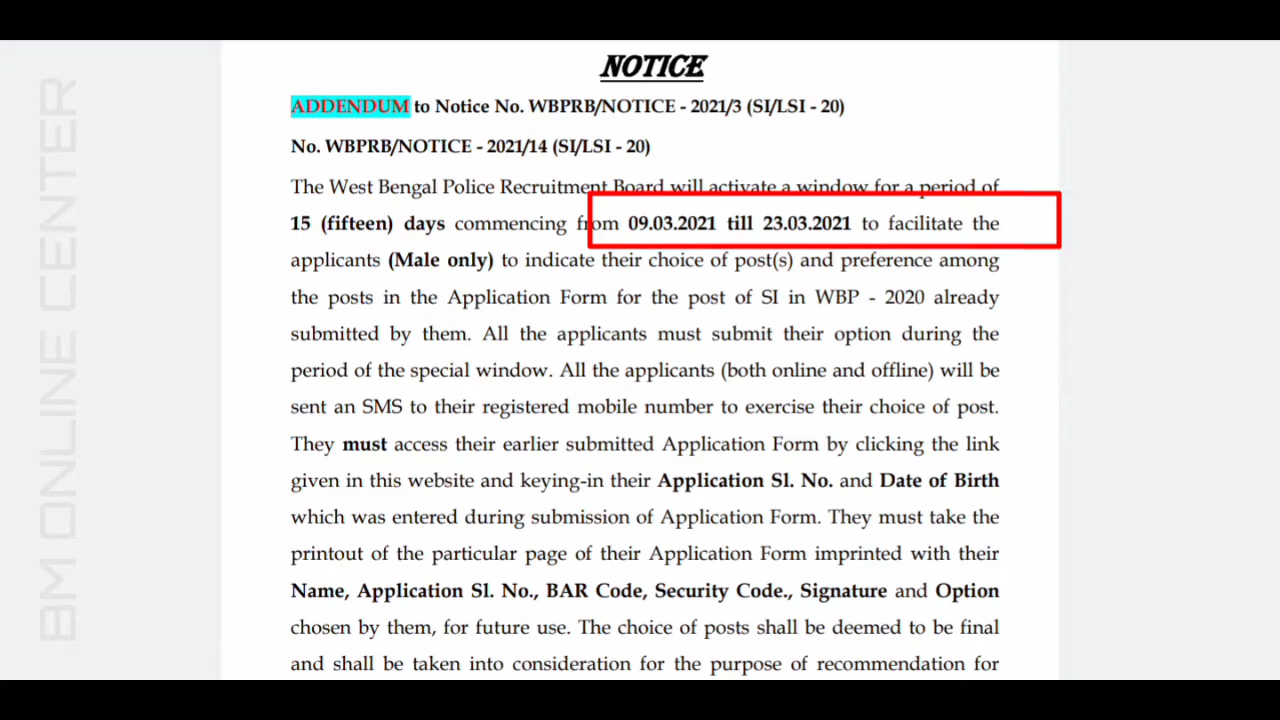 NOTICE
ADDENDUM to Notice No. WBPRB/NOTICE - 2021/3 (SI/LSI - 20)
No. WBPRB/NOTICE - 2021/14 (SI/LSI - 20)
The West Bengal Police Recruitment Board will activate a window for a period of
15 (fifteen) days commencing from 09.03.2021 till 23.03.2021 to facilitate the
applicants (Male only) to indicate their choice of post(s) and preference among
the posts in the Application Form for the post of SI in WBP - 2020 already
submitted by them. All the applicants must submit their option during the
period of the special window. All the applicants (both online and offline) will be
sent an SMS to their registered mobile number to exercise their choice of post.
They must access their earlier submitted Application Form by clicking the link
given in this website and keying-in their Application Sl. No. and Date of Birth
which was entered during submission of Application Form. They must take the
printout of the particular page of their Application Form imprinted with their
Name, Application Sl. No., BAR Code, Security Code., Signature and Option
chosen by them, for future use. The choice of posts shall be deemed to be final
and shall be taken into consideration for the purpose of recommendation for
BM ONLINE CENTER